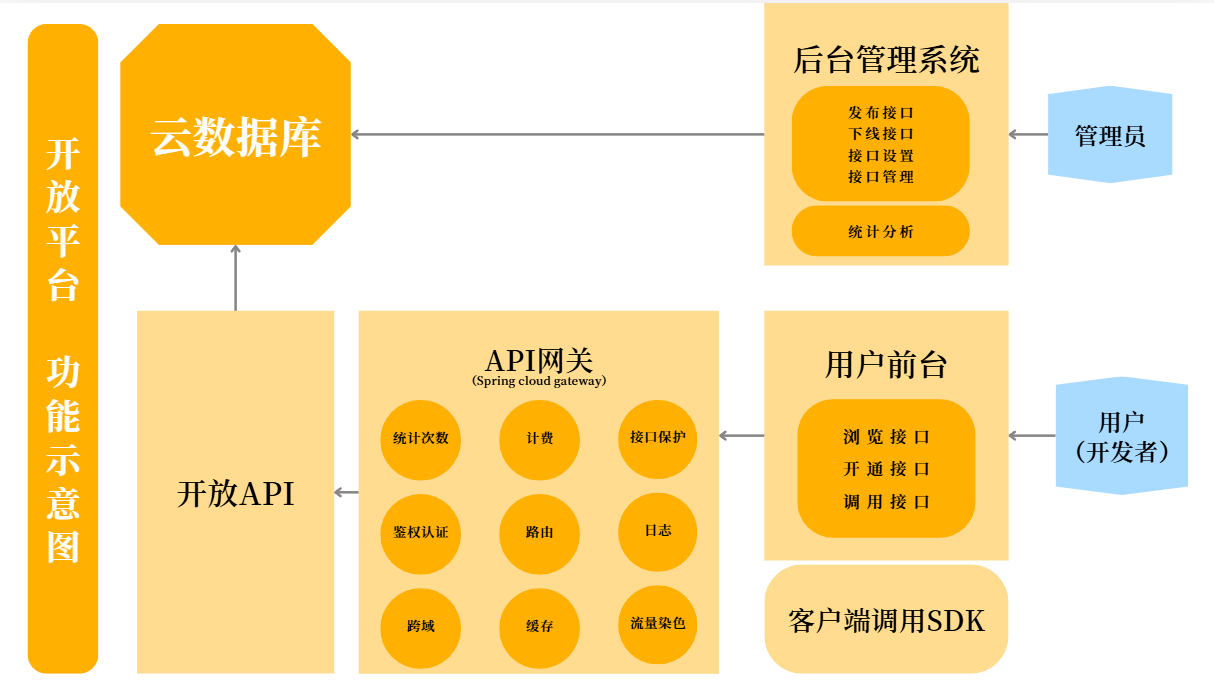 开放平台 功能示意图
云数据库
后台管理系统
发布接口
下线接口
接口设置
接口管理
统计分析
管理员
开放API
API网关
(Spring cloud gateway)
统计次数
计费
接口保护
鉴权认证
路由
日志
跨域
缓存
流量染色
用户前台
浏览接口
开通接口
调用接口
用户
（开发者）
客户端调用SDK